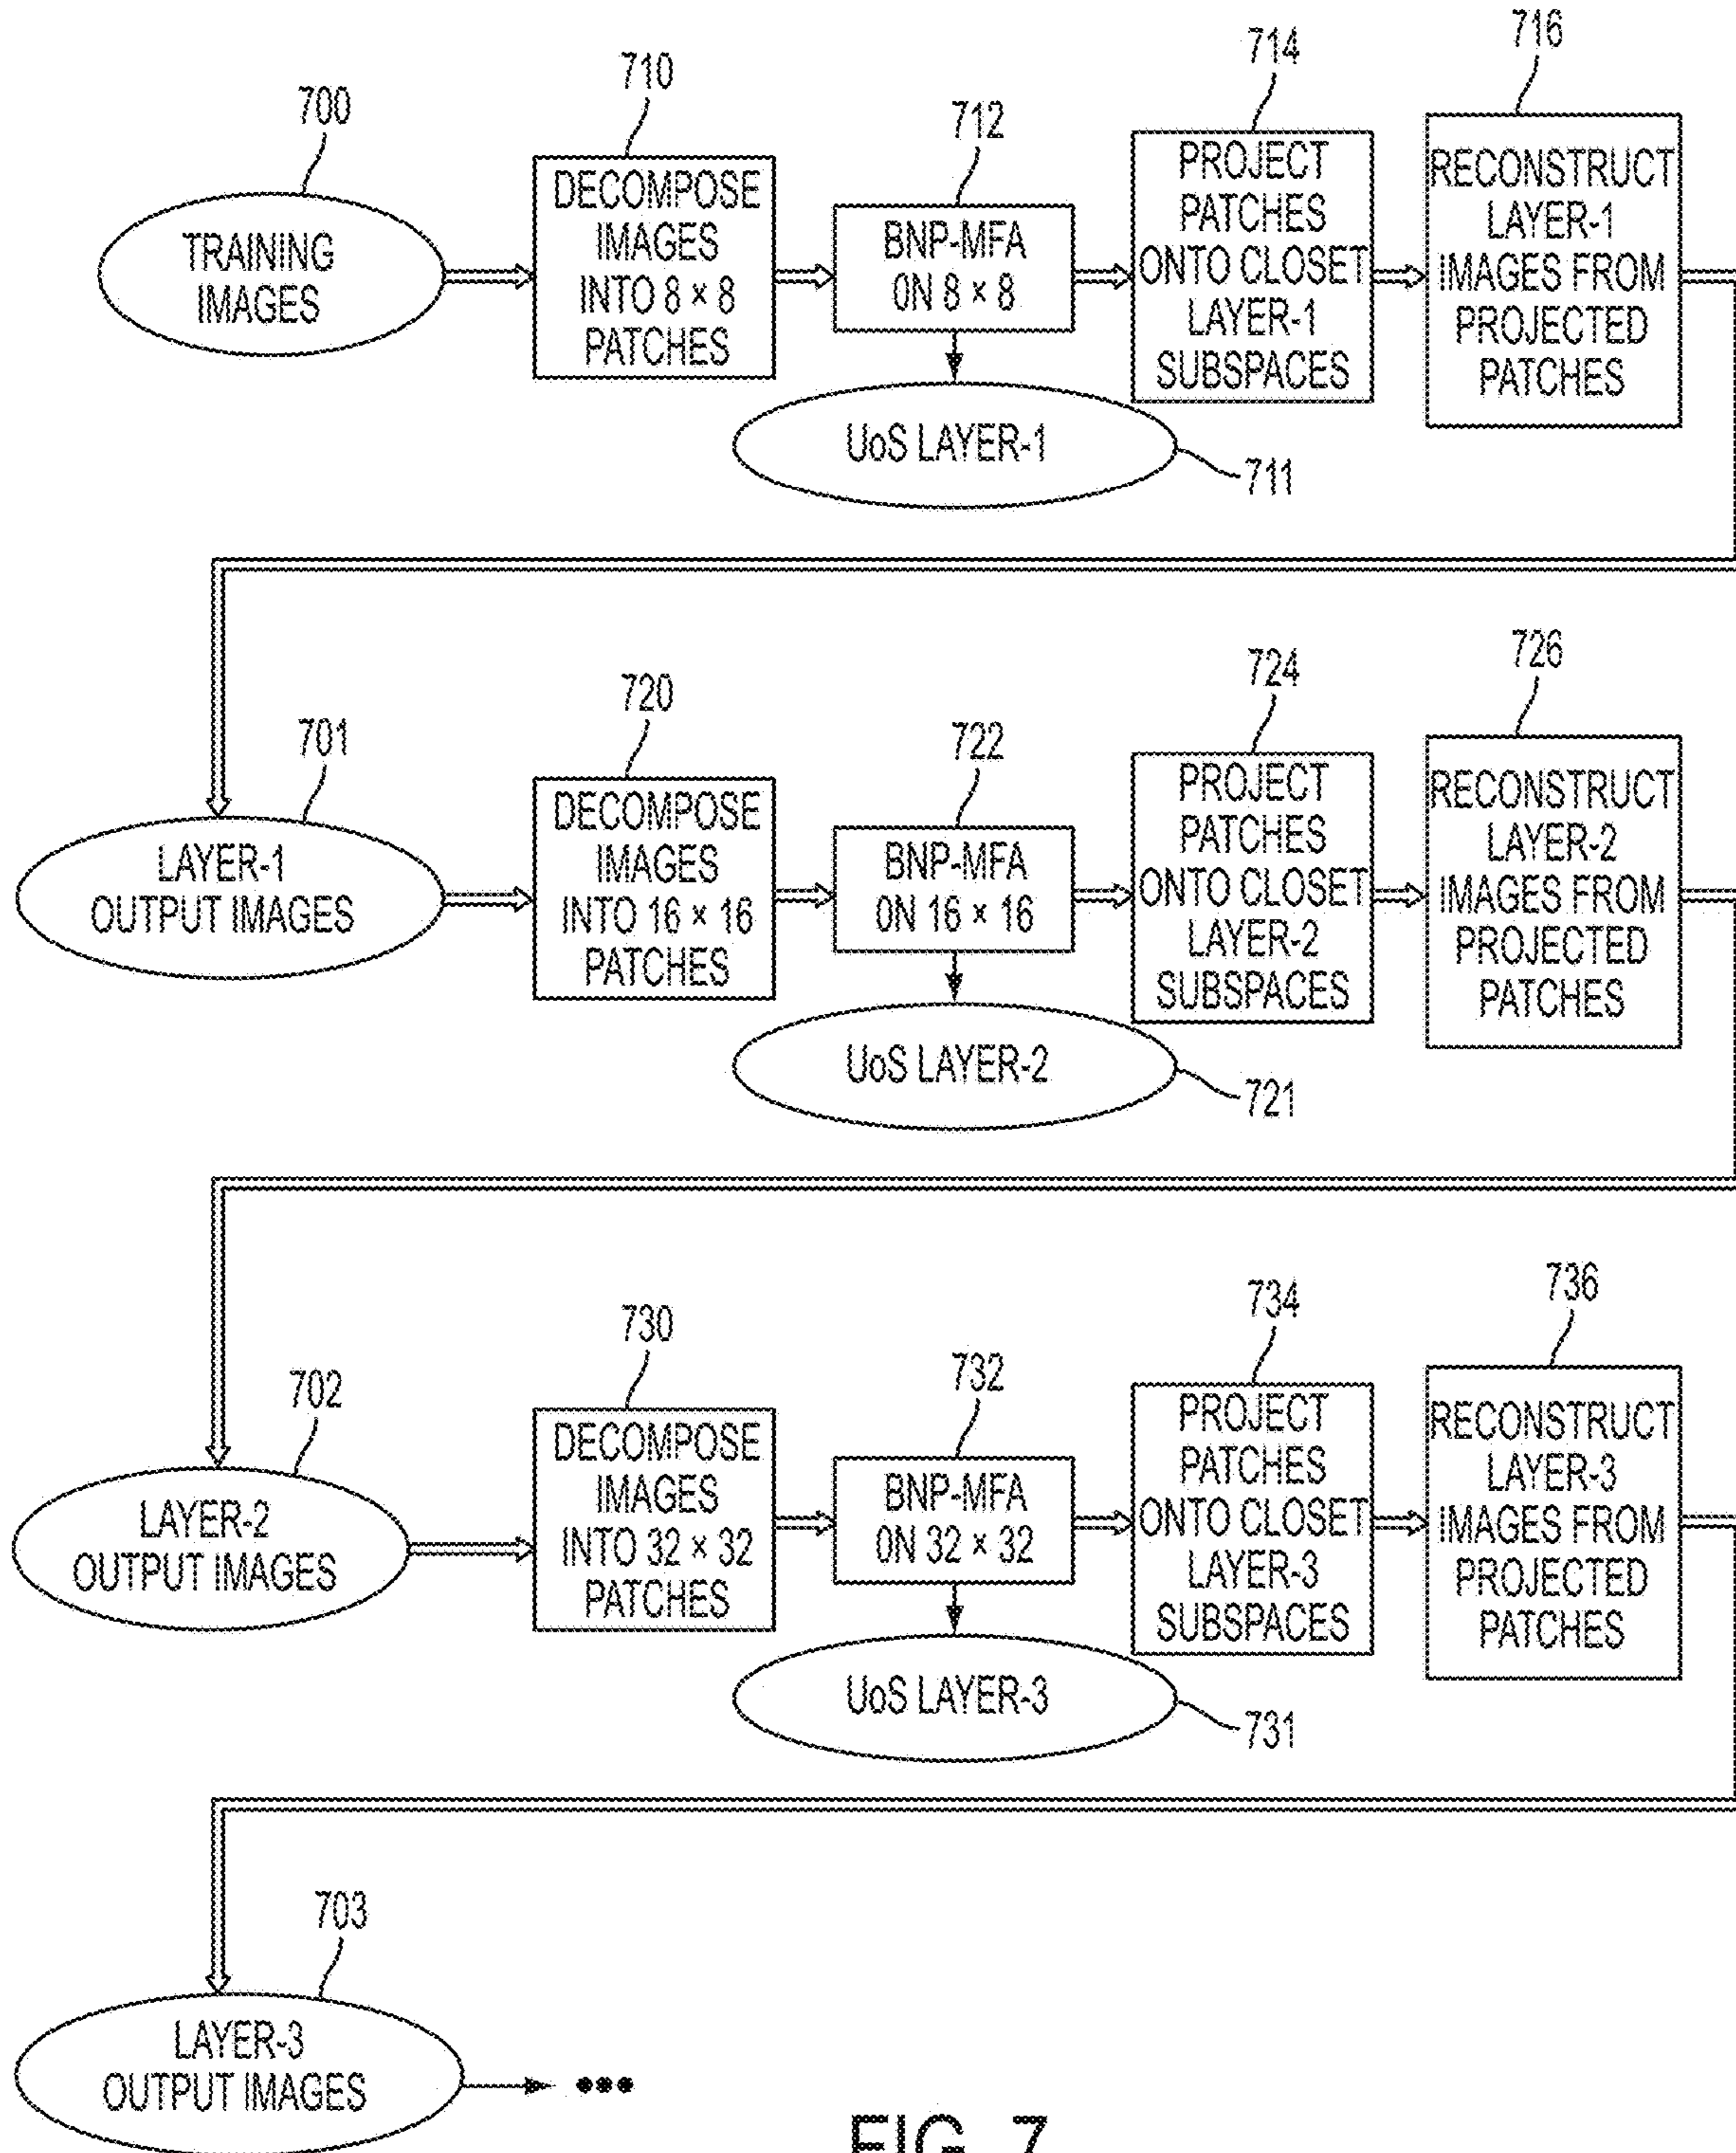 700
TRAINING
IMAGES
710
DECOMPOSE
IMAGES
INTO 8 × 8
PATCHES
712
BNP-MFA
ON 8 × 8
UoS LAYER-1
711
714
PROJECT
PATCHES
ONTO CLOSET
LAYER-1
SUBSPACES
716
RECONSTRUCT
LAYER-1
IMAGES FROM
PROJECTED
PATCHES
701
LAYER-1
OUTPUT IMAGES
720
DECOMPOSE
IMAGES
INTO 16 × 16
PATCHES
722
BNP-MFA
ON 16 × 16
UoS LAYER-2
721
724
PROJECT
PATCHES
ONTO CLOSET
LAYER-2
SUBSPACES
726
RECONSTRUCT
LAYER-2
IMAGES FROM
PROJECTED
PATCHES
702
LAYER-2
OUTPUT IMAGES
730
DECOMPOSE
IMAGES
INTO 32 × 32
PATCHES
732
BNP-MFA
ON 32 × 32
UoS LAYER-3
731
734
PROJECT
PATCHES
ONTO CLOSET
LAYER-3
SUBSPACES
736
RECONSTRUCT
LAYER-3
IMAGES FROM
PROJECTED
PATCHES
703
LAYER-3
OUTPUT IMAGES
•••
FIG. 7